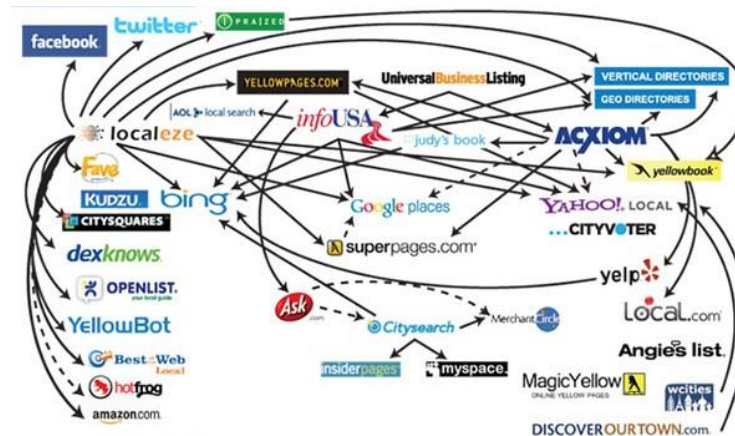 facebook
twitter
PRAIZED
YELLOWPAGES.COM
UniversalBusinessListing
VERTICAL DIRECTORIES
GEO DIRECTORIES
AOL local search
infoUSA
localeze
judy's book
ACXIOM
Fave
yellowbook
KUDZU
bing
Google places
YAHOO! LOCAL
CITYSQUARES
...CITYVOTER
dexknows
superpages.com
yelp
OPENLIST
your local guide
Ask.com
Citysearch
MerchantCircle
Local.com
YELLOWBOT
Angie's list
Best of the Web
Local
insiderpages
myspace
hotfrog
MagicYellow
ONLINE YELLOW PAGES
wcities
amazon.com
DISCOVEROURTOWN.com